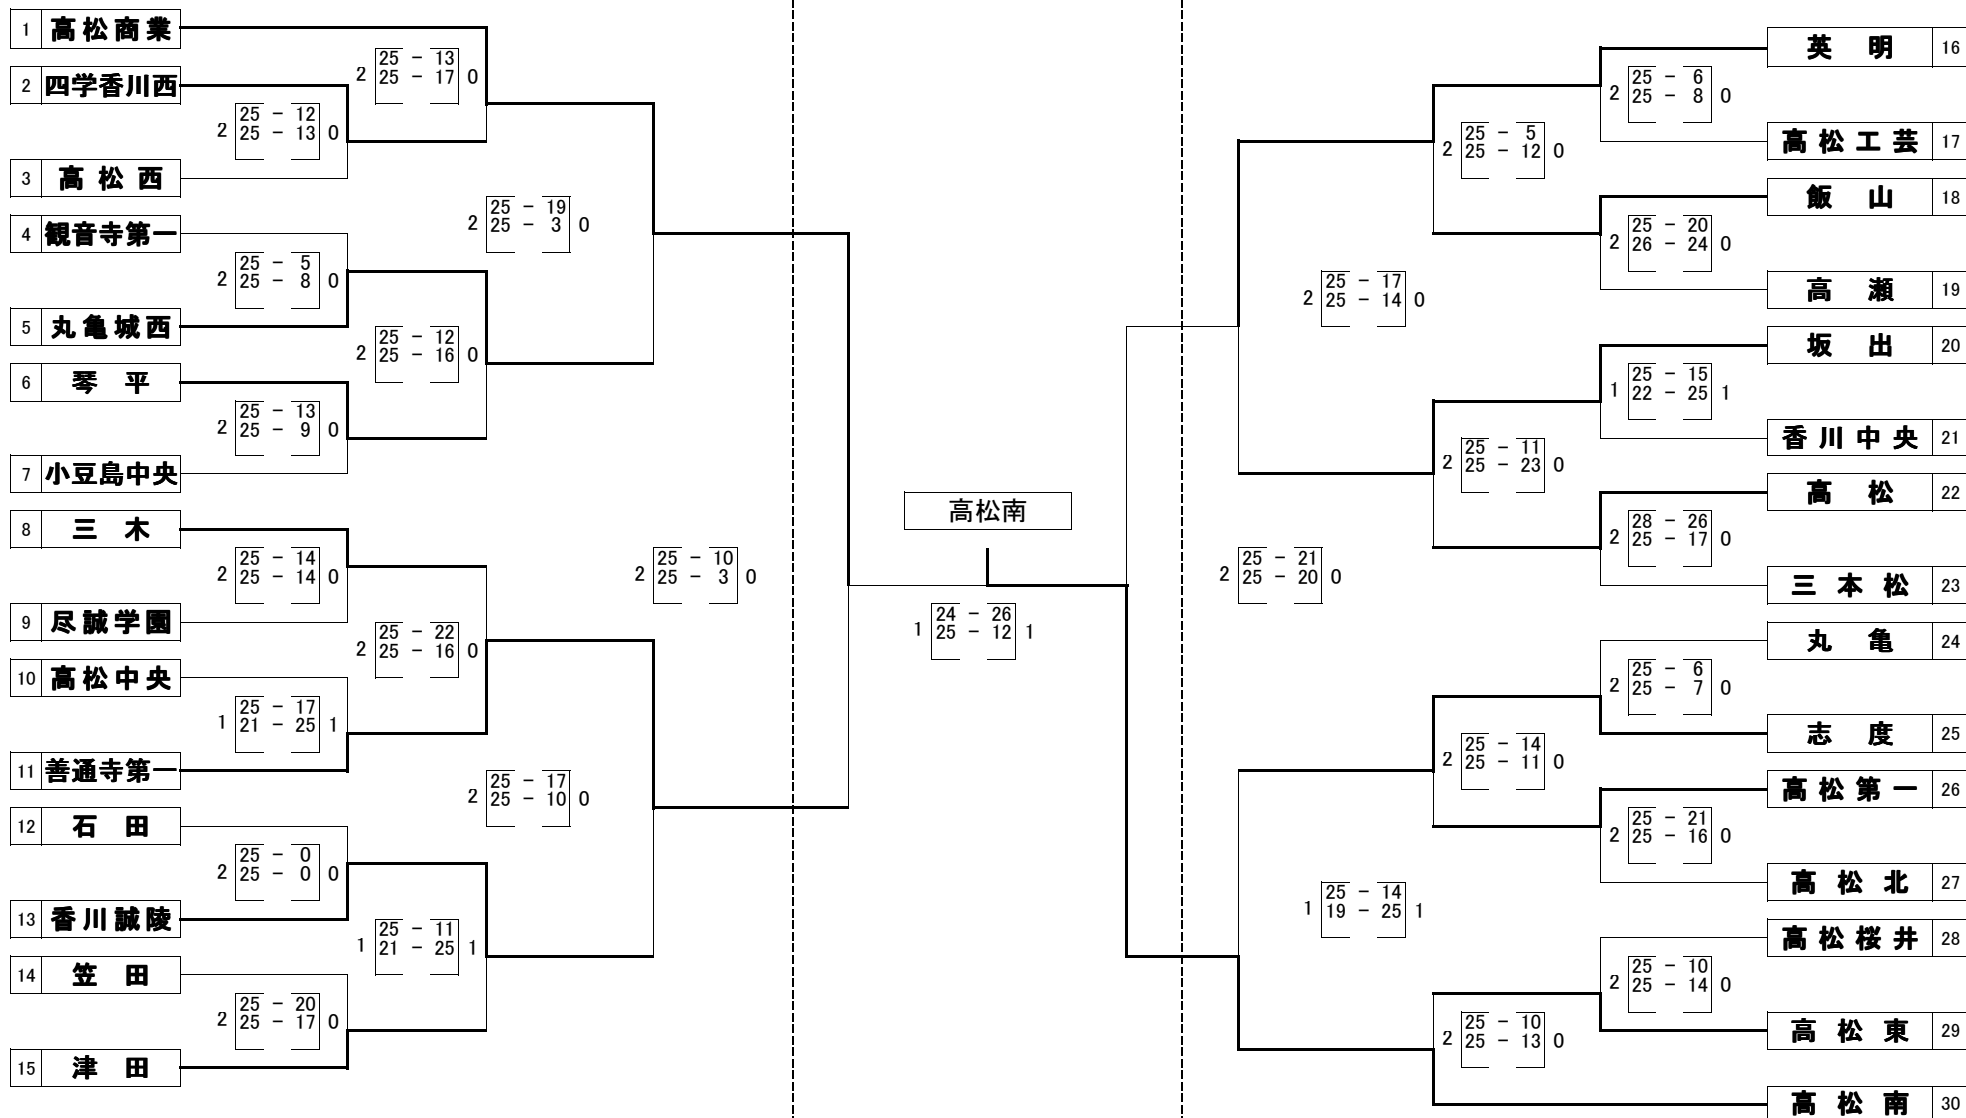 1 高松商業
2 四学香川西
3 高松西
4 観音寺第一
5 丸亀城西
6 琴平
7 小豆島中央
8 三木
9 尽誠学園
10 高松中央
11 善通寺第一
12 石田
13 香川誠陵
14 笠田
15 津田
2 25 - 12 0
25 - 13
2 25 - 5 0
25 - 8
2 25 - 13 0
25 - 9
2 25 - 14 0
25 - 14
1 25 - 17 1
21 - 25
2 25 - 0 0
25 - 0
2 25 - 20 0
25 - 17
2 25 - 13 0
25 - 17
2 25 - 12 0
25 - 16
2 25 - 22 0
25 - 16
1 25 - 11 1
21 - 25
2 25 - 19 0
25 - 3
2 25 - 17 0
25 - 10
2 25 - 10 0
25 - 3
高松南
1 24 - 26 1
25 - 12
2 25 - 21 0
25 - 20
2 25 - 17 0
25 - 14
1 25 - 14 1
19 - 25
2 25 - 5 0
25 - 12
2 25 - 11 0
25 - 23
2 25 - 14 0
25 - 11
2 25 - 10 0
25 - 13
2 25 - 6 0
25 - 8
2 25 - 20 0
26 - 24
1 25 - 15 1
22 - 25
2 28 - 26 0
25 - 17
2 25 - 6 0
25 - 7
2 25 - 21 0
25 - 16
2 25 - 10 0
25 - 14
英明 16
高松工芸 17
飯山 18
高瀬 19
坂出 20
香川中央 21
高松 22
三本松 23
丸亀 24
志度 25
高松第一 26
高松北 27
高松桜井 28
高松東 29
高松南 30